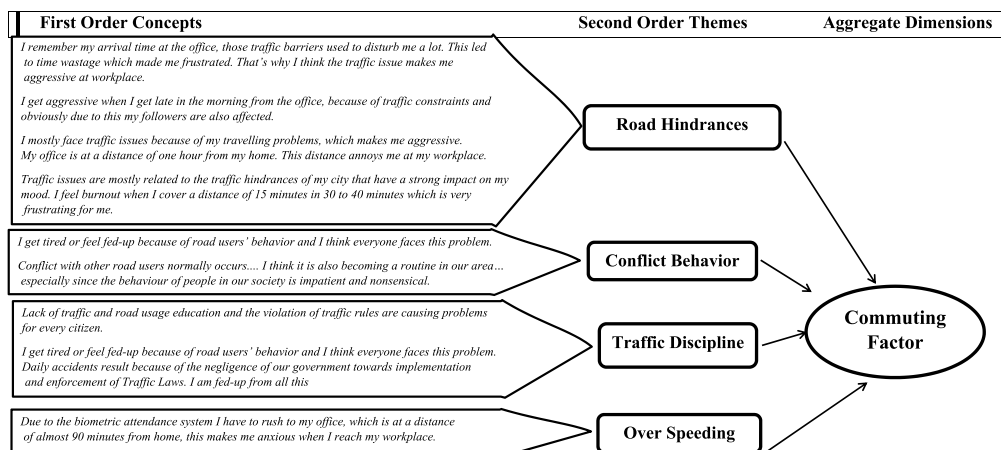 First Order Concepts
Second Order Themes
Aggregate Dimensions
I remember my arrival time at the office, those traffic barriers used to disturb me a lot. This led
to time wastage which made me frustrated. That's why I think the traffic issue makes me
aggressive at workplace.
I get aggressive when I get late in the morning from the office, because of traffic constraints and
obviously due to this my followers are also affected.
I mostly face traffic issues because of my travelling problems, which makes me aggressive.
My office is at a distance of one hour from my home. This distance annoys me at my workplace.
Traffic issues are mostly related to the traffic hindrances of my city that have a strong impact on my
mood. I feel burnout when I cover a distance of 15 minutes in 30 to 40 minutes which is very
frustrating for me.
Road Hindrances
I get tired or feel fed-up because of road users' behavior and I think everyone faces this problem.
Conflict with other road users normally occurs.... I think it is also becoming a routine in our area…
especially since the behaviour of people in our society is impatient and nonsensical.
Conflict Behavior
Lack of traffic and road usage education and the violation of traffic rules are causing problems
for every citizen.
I get tired or feel fed-up because of road users' behavior and I think everyone faces this problem.
Daily accidents result because of the negligence of our government towards implementation
and enforcement of Traffic Laws. I am fed-up from all this
Traffic Discipline
Commuting
Factor
Due to the biometric attendance system I have to rush to my office, which is at a distance
of almost 90 minutes from home, this makes me anxious when I reach my workplace.
Over Speeding